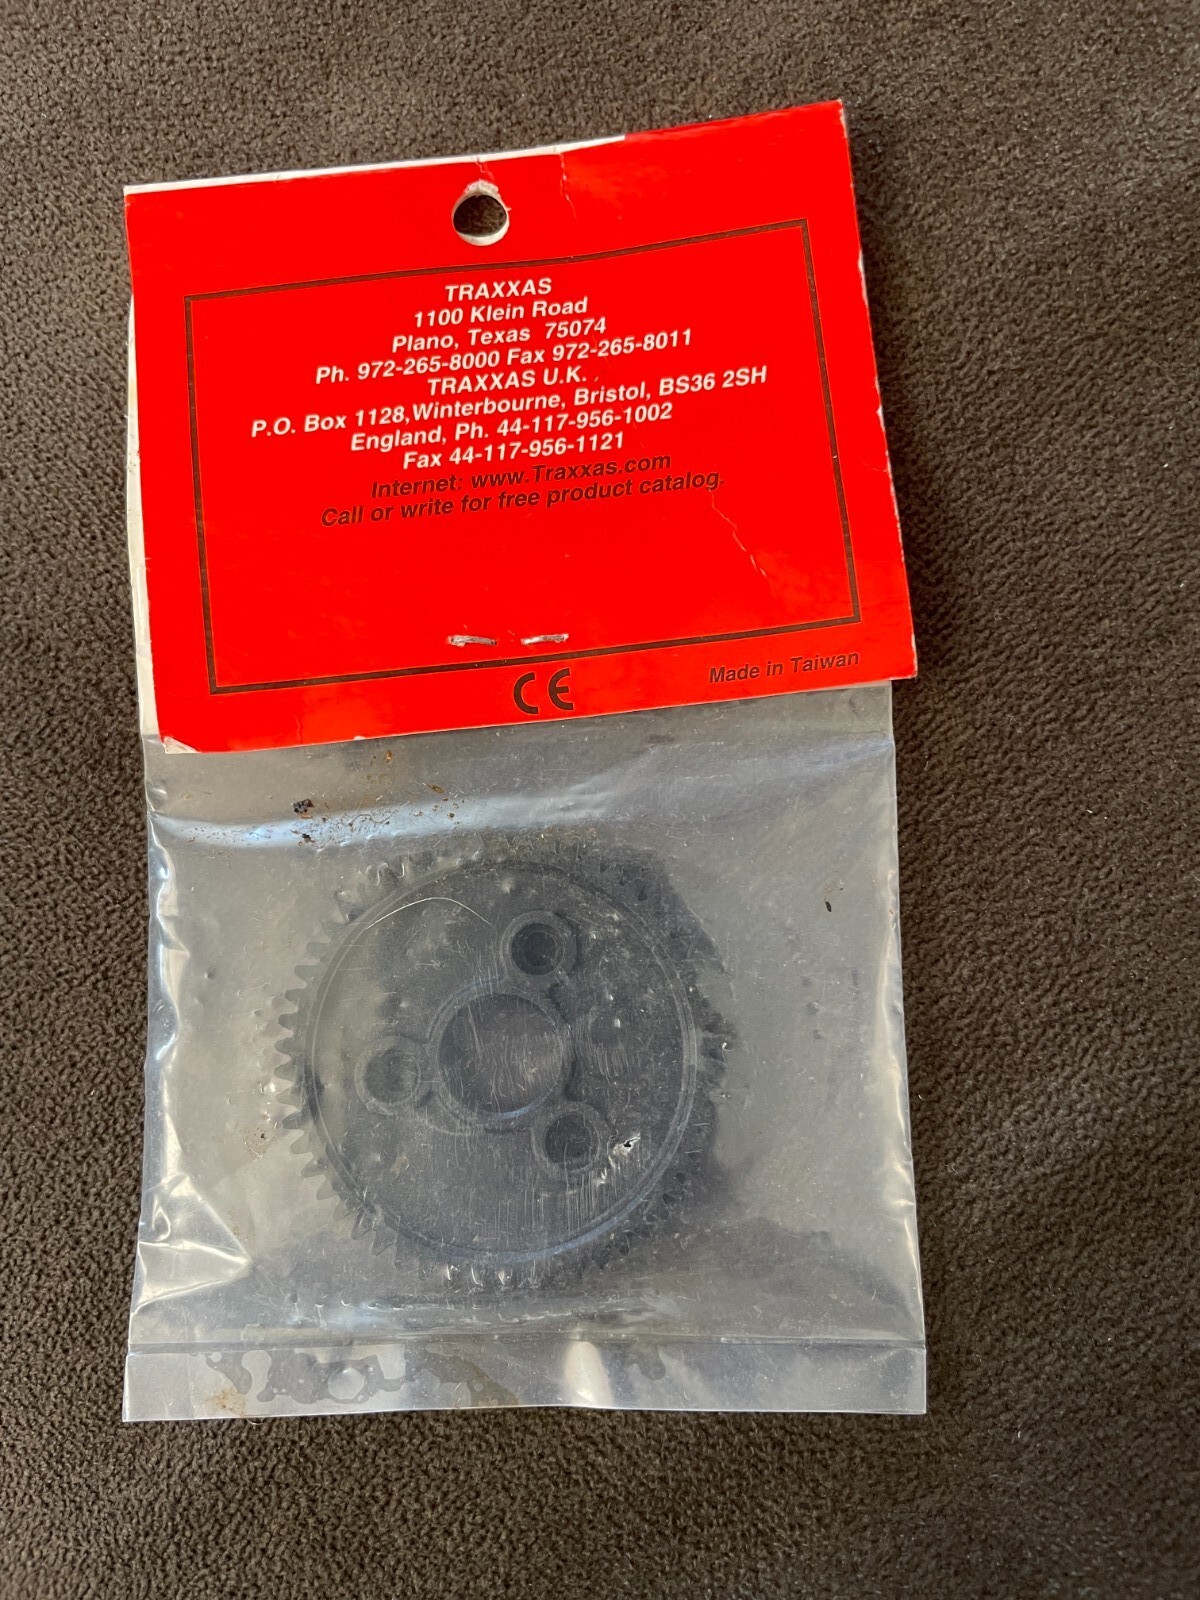 TRAXXAS
1100 Klein Road
Plano, Texas 75074
Ph. 972-265-8000 Fax 972-265-8011
TRAXXAS U.K.
P.O. Box 1128, Winterbourne, Bristol, BS36 2SH
England, Ph. 44-117-956-1002
Fax 44-117-956-1121
Internet: www.Traxxas.com
Call or write for free product catalog.
CE
Made in Taiwan